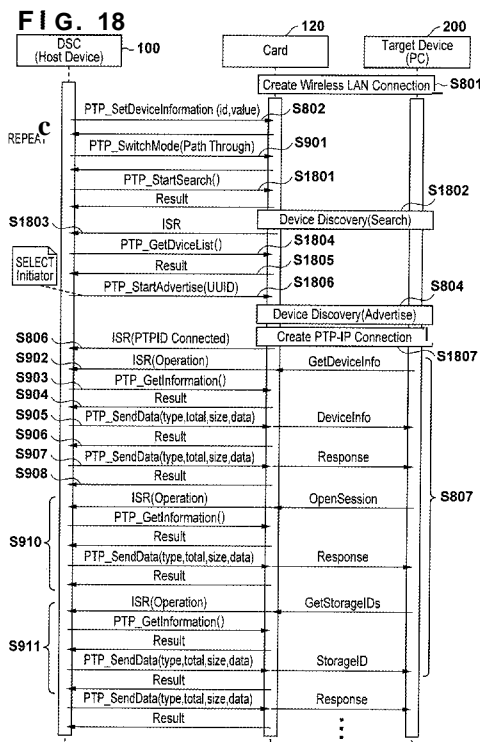 FIG. 18
DSC
(Host Device)
100
Card
120
Target Device
(PC)
200
Create Wireless LAN Connection
S801
PTP_SetDeviceInformation (id,value)
S802
REPEAT
c
PTP_SwitchMode(Path Through)
S901
PTP_StartSearch()
S1801
Result
S1802
Device Discovery(Search)
S1803
ISR
PTP_GetDviceList()
S1804
Result
S1805
SELECT
Initiator
PTP_StartAdvertise(UUID)
S1806
S804
Device Discovery(Advertise)
Create PTP-IP Connection
S806
ISR(PTPID Connected)
S1807
S902
ISR(Operation)
GetDeviceInfo
S903
PTP_GetInformation()
S904
Result
S905
PTP_SendData(type,total,size,data)
DeviceInfo
S906
Result
S907
PTP_SendData(type,total,size,data)
Response
S908
Result
S807
ISR(Operation)
OpenSession
S910
PTP_GetInformation()
Result
PTP_SendData(type,total,size,data)
Response
Result
ISR(Operation)
GetStorageIDs
S911
PTP_GetInformation()
Result
PTP_SendData(type,total,size,data)
StorageID
Result
PTP_SendData(type,total,size,data)
Response
Result